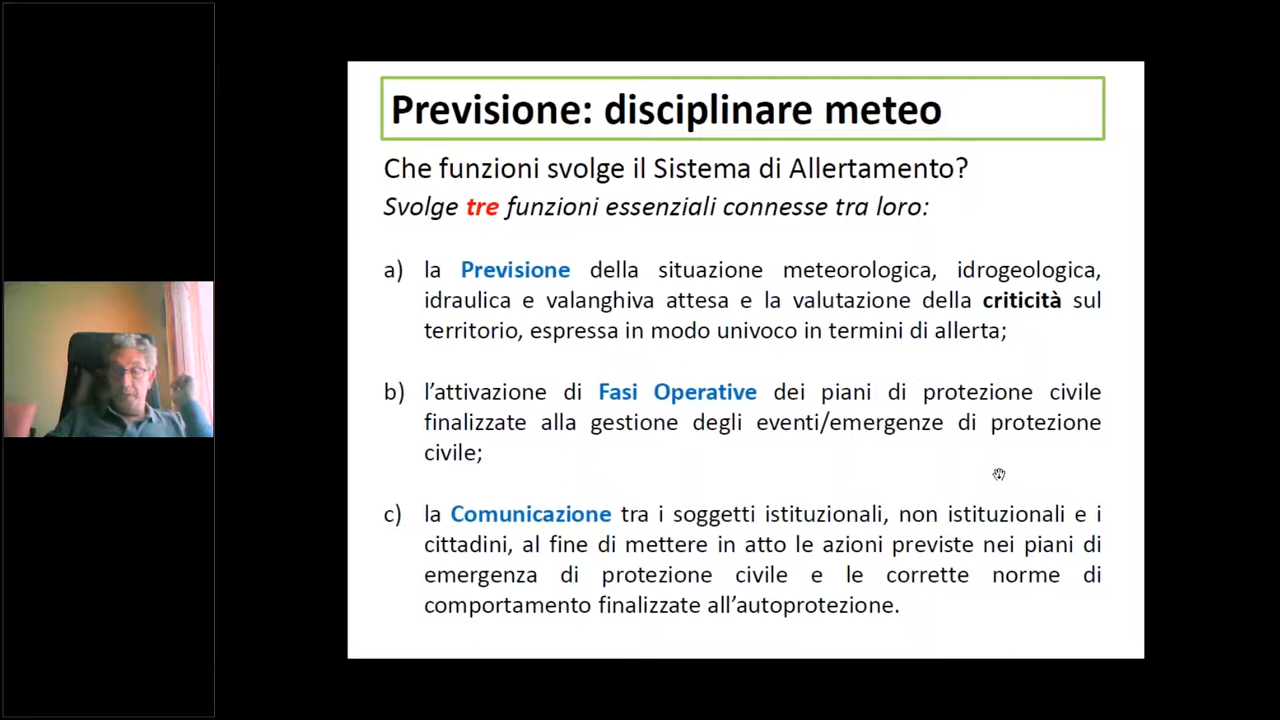 Previsione: disciplinare meteo
Che funzioni svolge il Sistema di Allertamento?
Svolge tre funzioni essenziali connesse tra loro:
a) la Previsione della situazione meteorologica, idrogeologica,
idraulica e valanghiva attesa e la valutazione della criticità sul
territorio, espressa in modo univoco in termini di allerta;
b) l’attivazione di Fasi Operative dei piani di protezione civile
finalizzate alla gestione degli eventi/emergenze di protezione
civile;
c) la Comunicazione tra i soggetti istituzionali, non istituzionali e i
cittadini, al fine di mettere in atto le azioni previste nei piani di
emergenza di protezione civile e le corrette norme di
comportamento finalizzate all’autoprotezione.